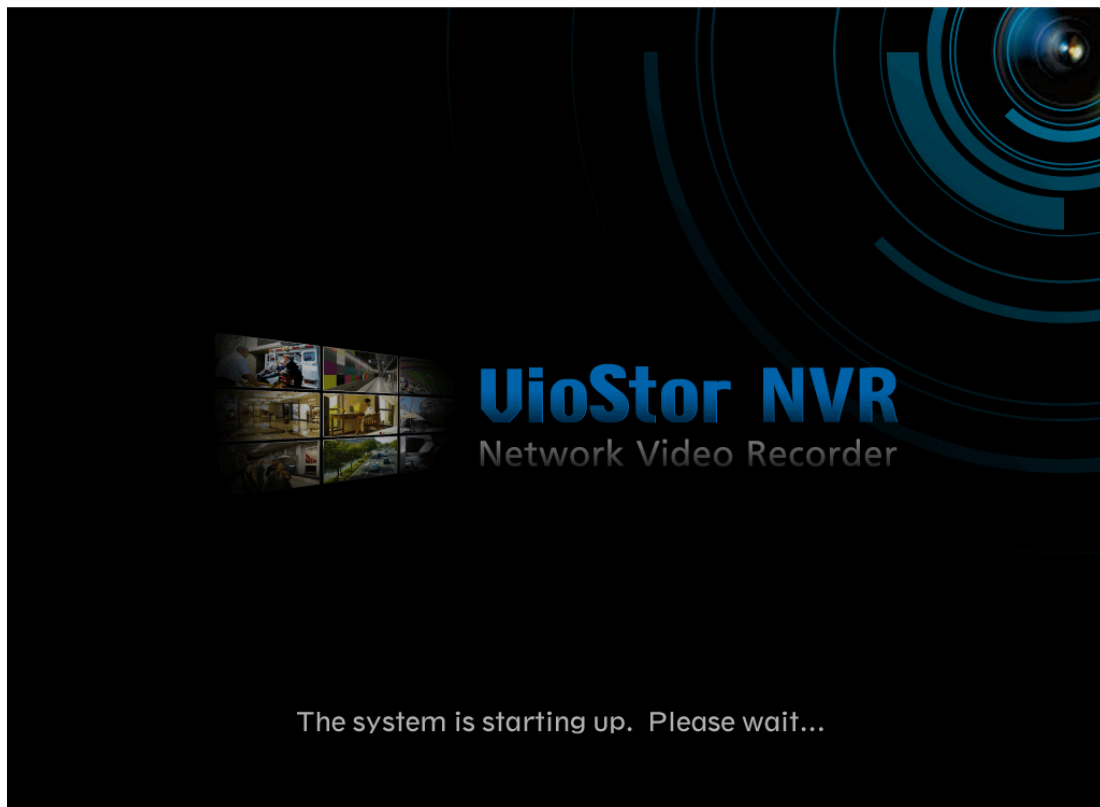 VioStor NVR
Network Video Recorder
The system is starting up.  Please wait...